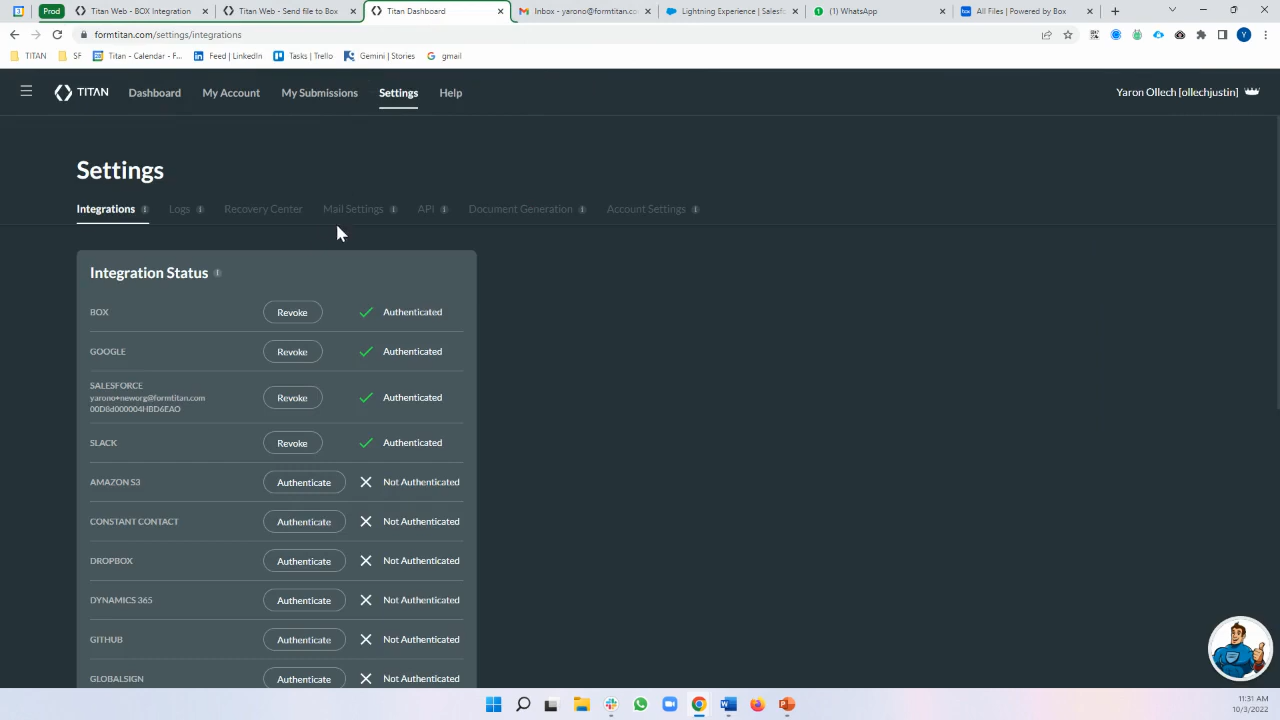 Prod
Titan Web - BOX Integration
Titan Web - Send file to Box
Titan Dashboard
Inbox - yarono@formtitan.co
Lightning Experience - Salesforc
(1) WhatsApp
All Files | Powered by Box
formtitan.com/settings/integrations
TITAN
SF
Titan - Calendar - F...
Feed | LinkedIn
Tasks | Trello
Gemini | Stories
gmail
TITAN
Dashboard
My Account
My Submissions
Settings
Help
Yaron Ollech [ollechjustin]
Settings
Integrations
Logs
Recovery Center
Mail Settings
API
Document Generation
Account Settings
Integration Status
BOX Revoke Authenticated
GOOGLE Revoke Authenticated
SALESFORCE
yarono+neworg@formtitan.com Revoke Authenticated
00D8d000004HBD6EAO
SLACK Revoke Authenticated
AMAZON S3 Authenticate Not Authenticated
CONSTANT CONTACT Authenticate Not Authenticated
DROPBOX Authenticate Not Authenticated
DYNAMICS 365 Authenticate Not Authenticated
GITHUB Authenticate Not Authenticated
GLOBALSIGN Authenticate Not Authenticated
11:31 AM
10/3/2022